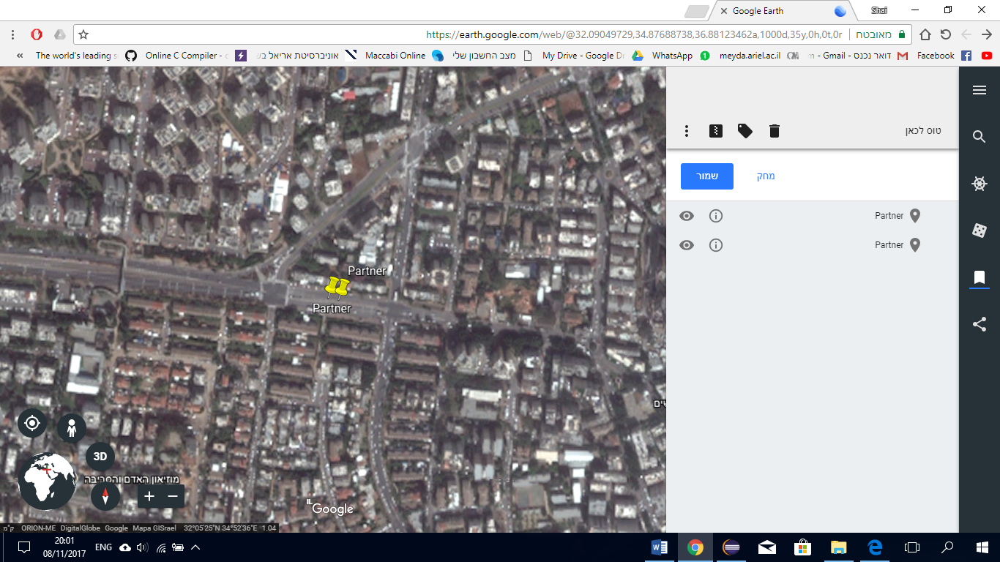 Google Earth
Shai
https://earth.google.com/web/@32.09049729,34.87688738,36.88123462a,1000d,35y,0h,0t,0r
מאובטח
The world's leading s
Online C Compiler - c
אוניברסיטת אריאל בש
Maccabi Online
מצב החשבון שלי
My Drive - Google Dr
WhatsApp
meyda.ariel.ac.il
דואר נכנס - Gmail - m
Facebook
טוס לכאן
שמור
מחק
Partner
Partner
Partner
Partner
3D
מוזיאון האדם והסביבה
Google
ק"מ ORION-ME DigitalGlobe Google Mapa GISrael 32°05'25"N 34°52'36"E 1.04
20:01
08/11/2017
ENG